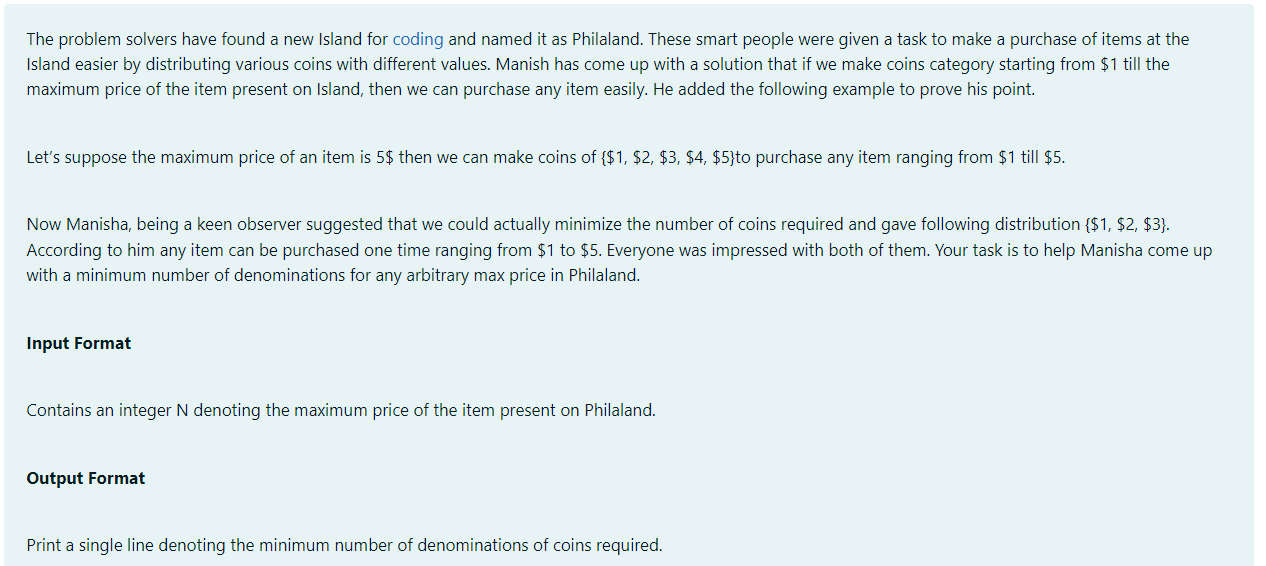 The problem solvers have found a new Island for coding and named it as Philaland. These smart people were given a task to make a purchase of items at the
Island easier by distributing various coins with different values. Manish has come up with a solution that if we make coins category starting from $1 till the
maximum price of the item present on Island, then we can purchase any item easily. He added the following example to prove his point.
Let’s suppose the maximum price of an item is 5$ then we can make coins of {$1, $2, $3, $4, $5}to purchase any item ranging from $1 till $5.
Now Manisha, being a keen observer suggested that we could actually minimize the number of coins required and gave following distribution {$1, $2, $3}.
According to him any item can be purchased one time ranging from $1 to $5. Everyone was impressed with both of them. Your task is to help Manisha come up
with a minimum number of denominations for any arbitrary max price in Philaland.
Input Format
Contains an integer N denoting the maximum price of the item present on Philaland.
Output Format
Print a single line denoting the minimum number of denominations of coins required.